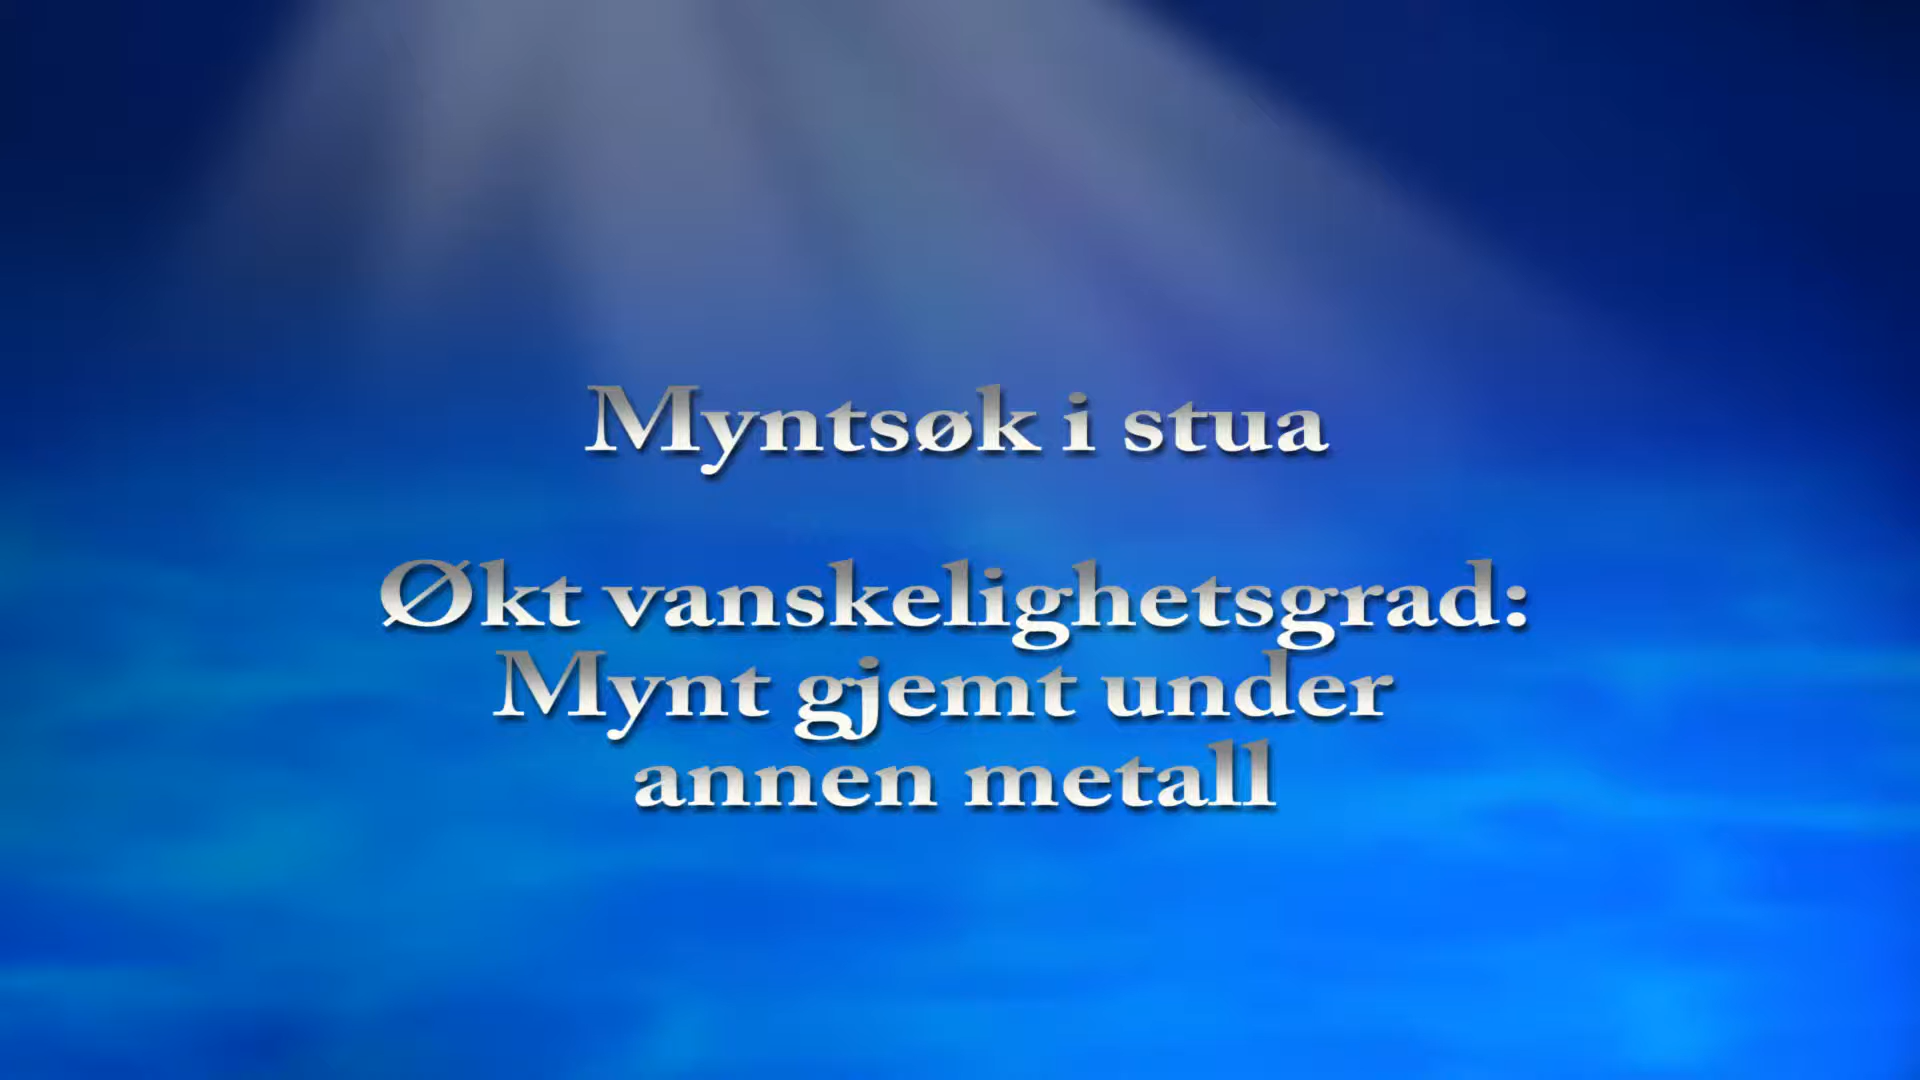 Myntsøk i stua
Økt vanskelighetsgrad:
Mynt gjemt under
annen metall